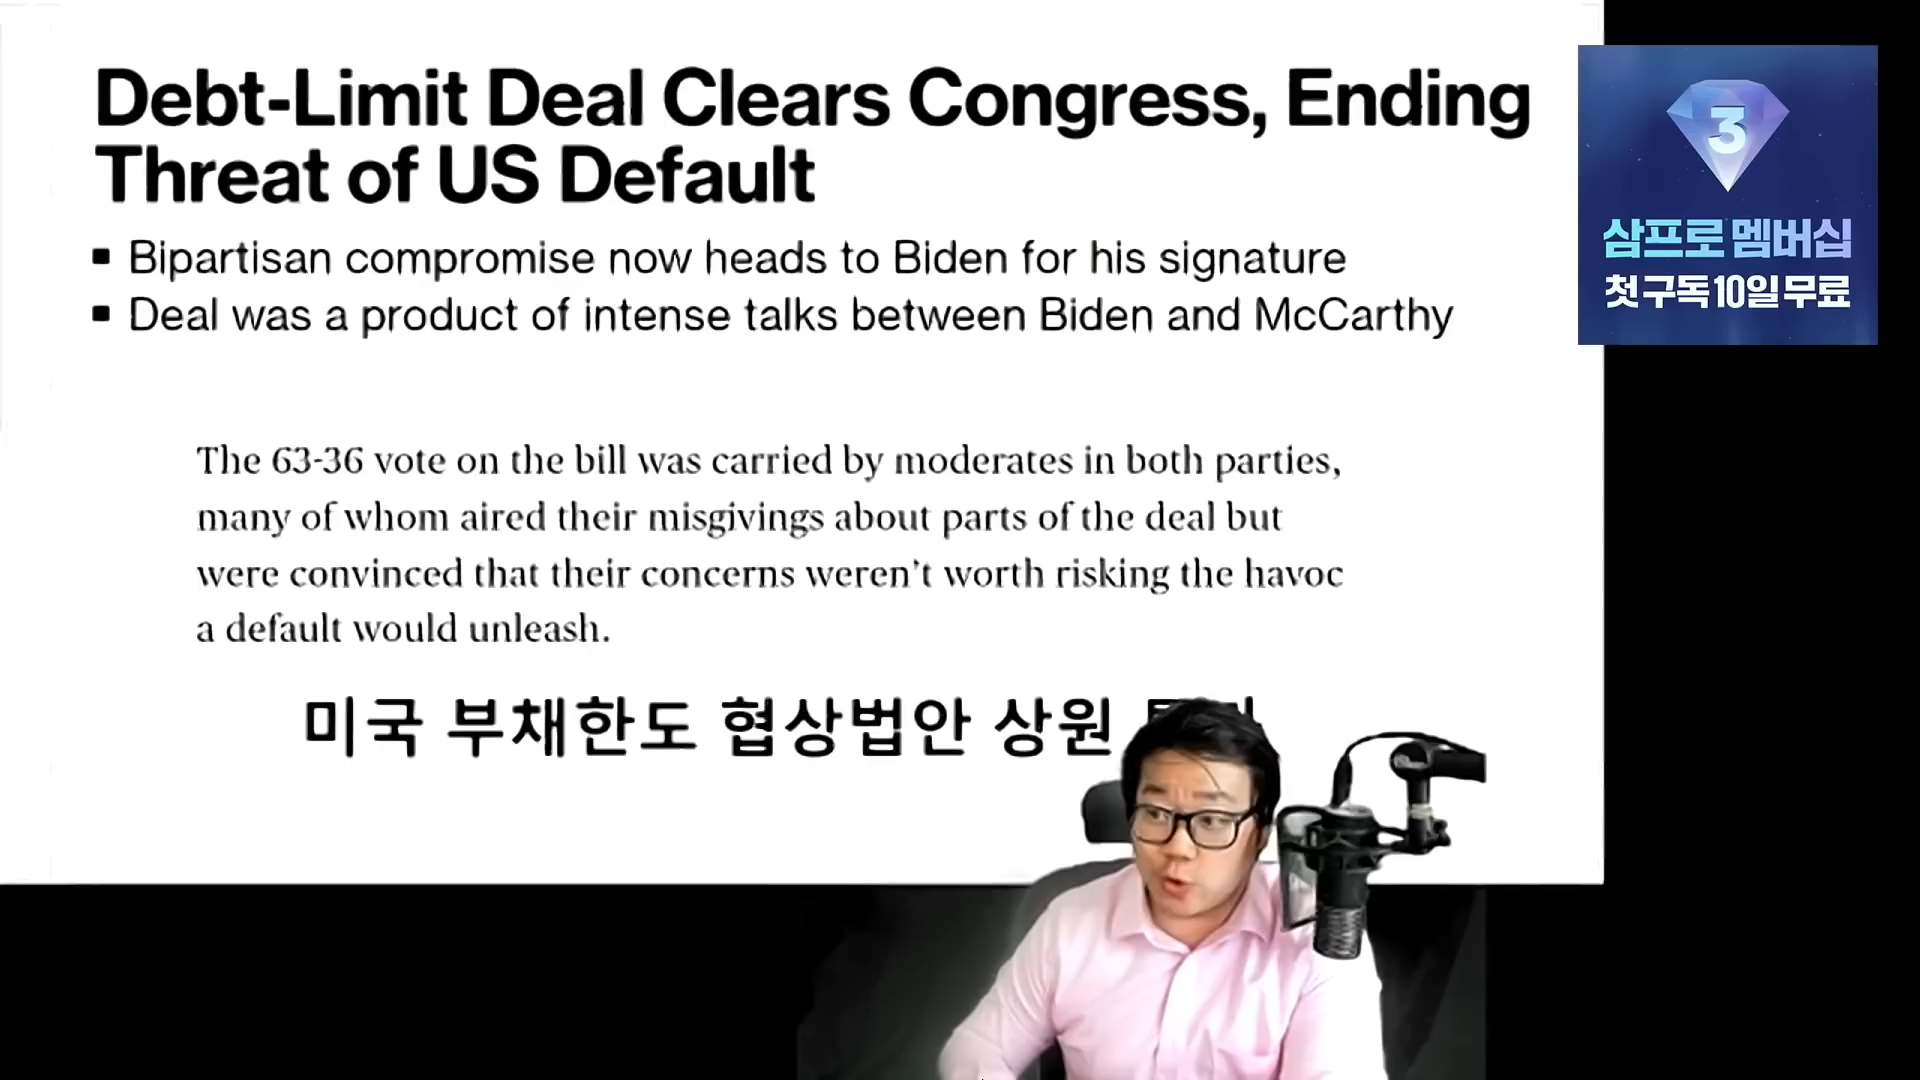 Debt-Limit Deal Clears Congress, Ending
Threat of US Default
▪ Bipartisan compromise now heads to Biden for his signature
▪ Deal was a product of intense talks between Biden and McCarthy
The 63-36 vote on the bill was carried by moderates in both parties,
many of whom aired their misgivings about parts of the deal but
were convinced that their concerns weren't worth risking the havoc
a default would unleash.
미국 부채한도 협상법안 상원
3
삼프로 멤버십
첫 구독 10일 무료